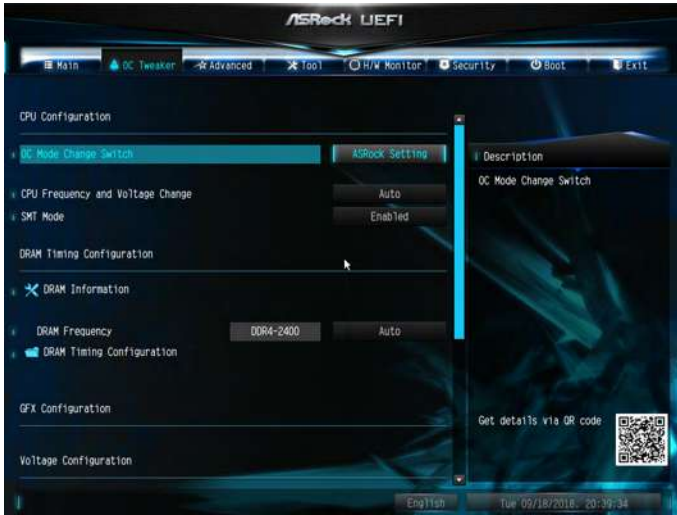 ASRock UEFI
Main OC Tweaker Advanced Tool H/W Monitor Security Boot Exit
CPU Configuration
OC Mode Change Switch ASRock Setting
CPU Frequency and Voltage Change Auto
SMT Mode Enabled
DRAM Timing Configuration
DRAM Information
DRAM Frequency DDR4-2400 Auto
DRAM Timing Configuration
GFX Configuration
Voltage Configuration
Description
OC Mode Change Switch
Get details via QR code
English Tue 09/18/2018. 20:39:34